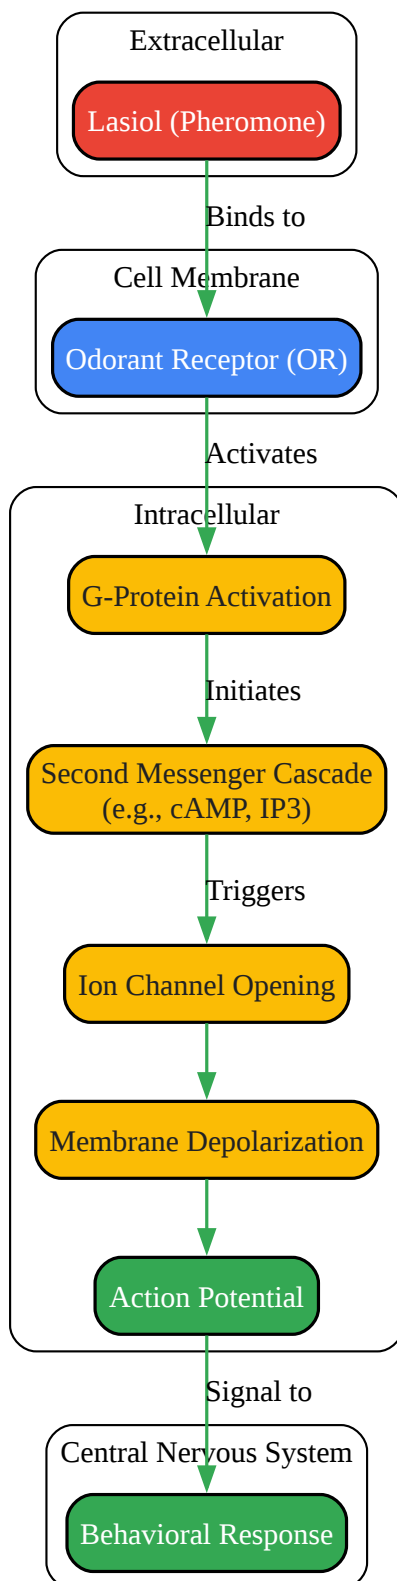 Extracellular
Lasiol (Pheromone)
Binds to
Cell Membrane
Odorant Receptor (OR)
Activates
Intracellular
G-Protein Activation
Initiates
Second Messenger Cascade
(e.g., cAMP, IP3)
Triggers
Ion Channel Opening
Membrane Depolarization
Action Potential
Signal to
Central Nervous System
Behavioral Response